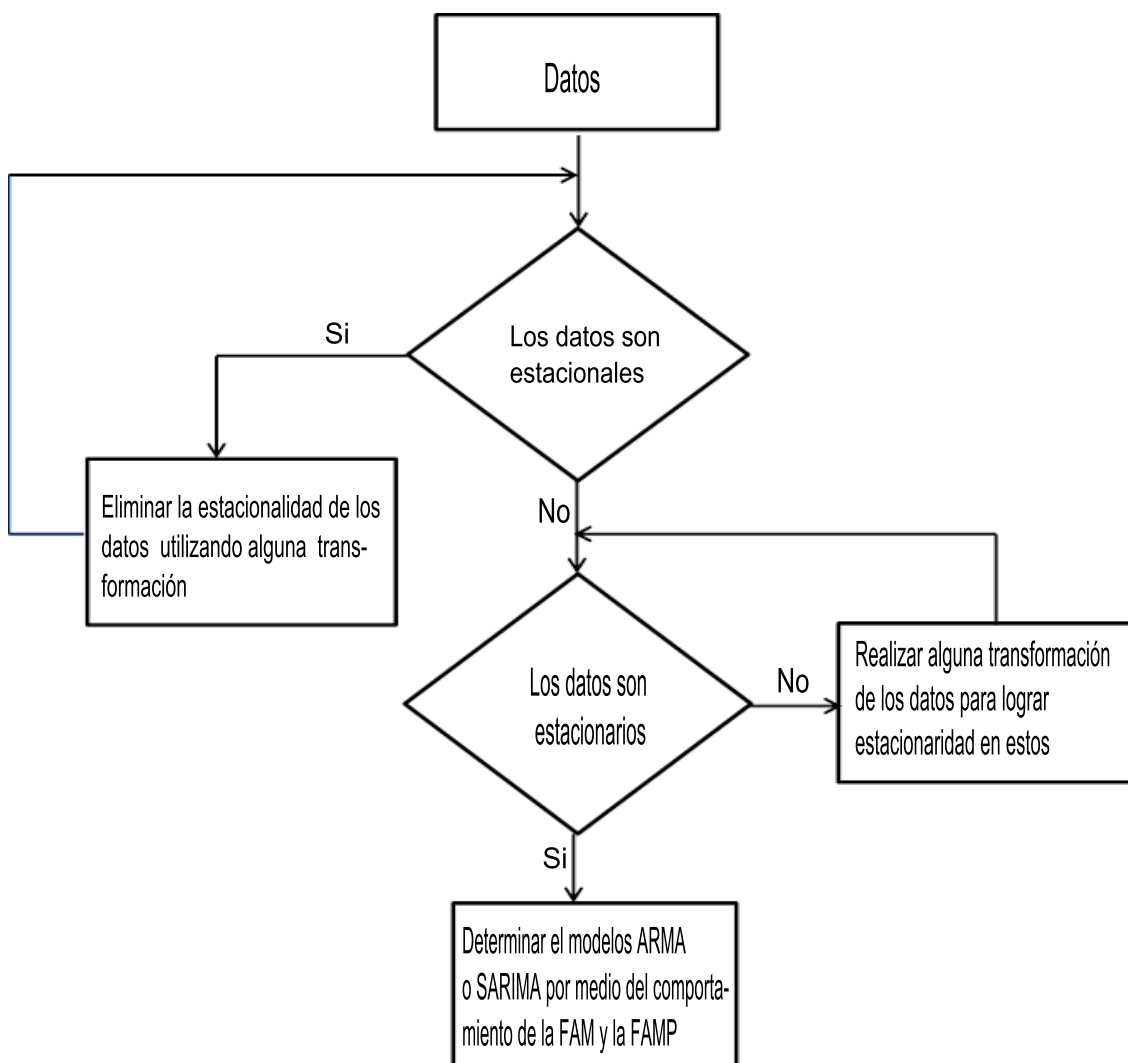 Datos
Si
Los datos son
estacionales
Eliminar la estacionalidad de los
datos utilizando alguna trans-
formación
No
Los datos son
estacionarios
No
Realizar alguna transformación
de los datos para lograr
estacionaridad en estos
Si
Determinar el modelos ARMA
o SARIMA por medio del comporta-
miento de la FAM y la FAMP